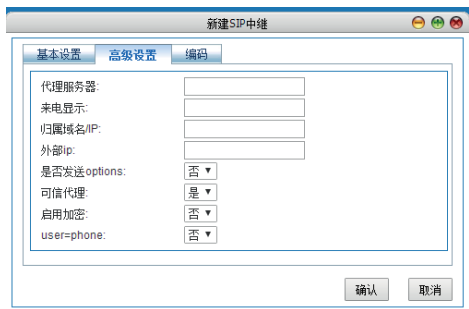 新建SIP中继
基本设置 高级设置 编码
代理服务器:
来电显示:
归属域名/IP:
外部ip:
是否发送options: 否
可信代理: 是
启用加密: 否
user=phone: 否
确认 取消